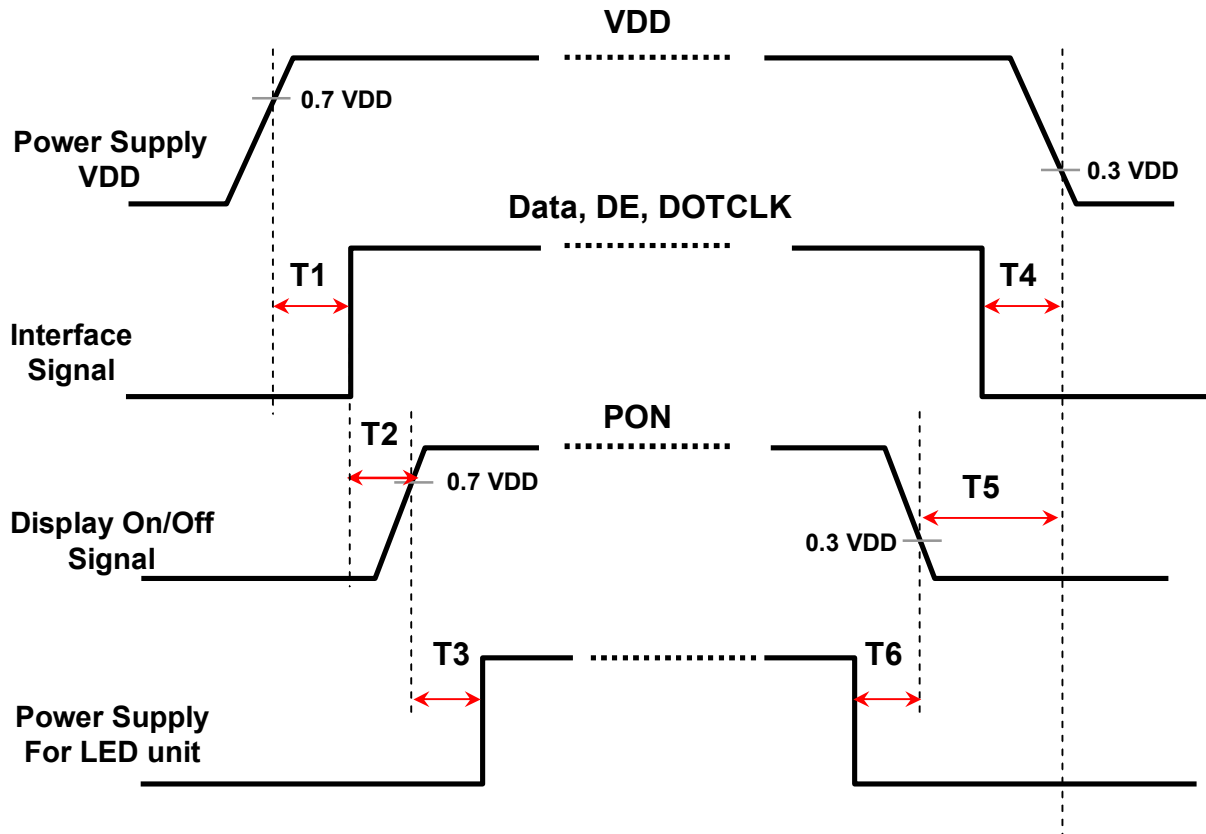 VDD
0.7 VDD
Power Supply
VDD
0.3 VDD
Data, DE, DOTCLK
T1
T4
Interface
Signal
PON
T2
0.7 VDD
T5
Display On/Off
Signal
0.3 VDD
T3
T6
Power Supply
For LED unit